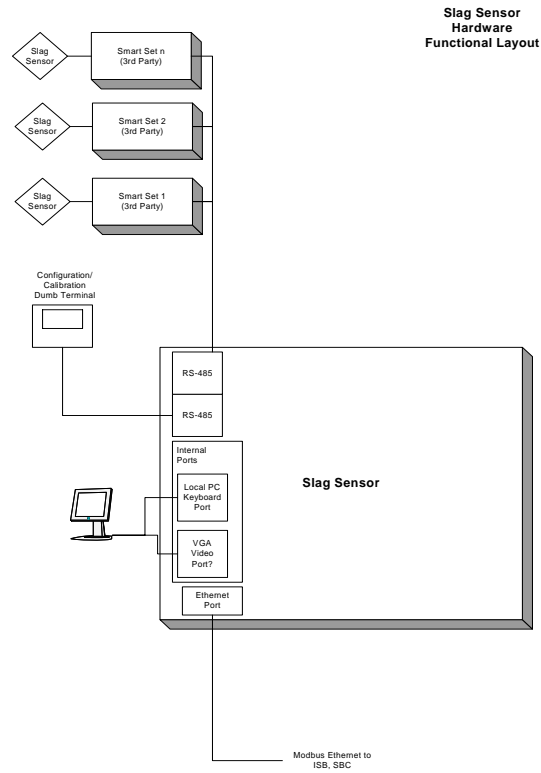 Slag Sensor
Hardware
Functional Layout
Slag
Sensor
Smart Set n
(3rd Party)
Slag
Sensor
Smart Set 2
(3rd Party)
Slag
Sensor
Smart Set 1
(3rd Party)
Configuration/
Calibration
Dumb Terminal
RS-485
RS-485
Internal
Ports
Local PC
Keyboard
Port
Slag Sensor
VGA
Video
Port?
Ethernet
Port
Modbus Ethernet to
ISB, SBC